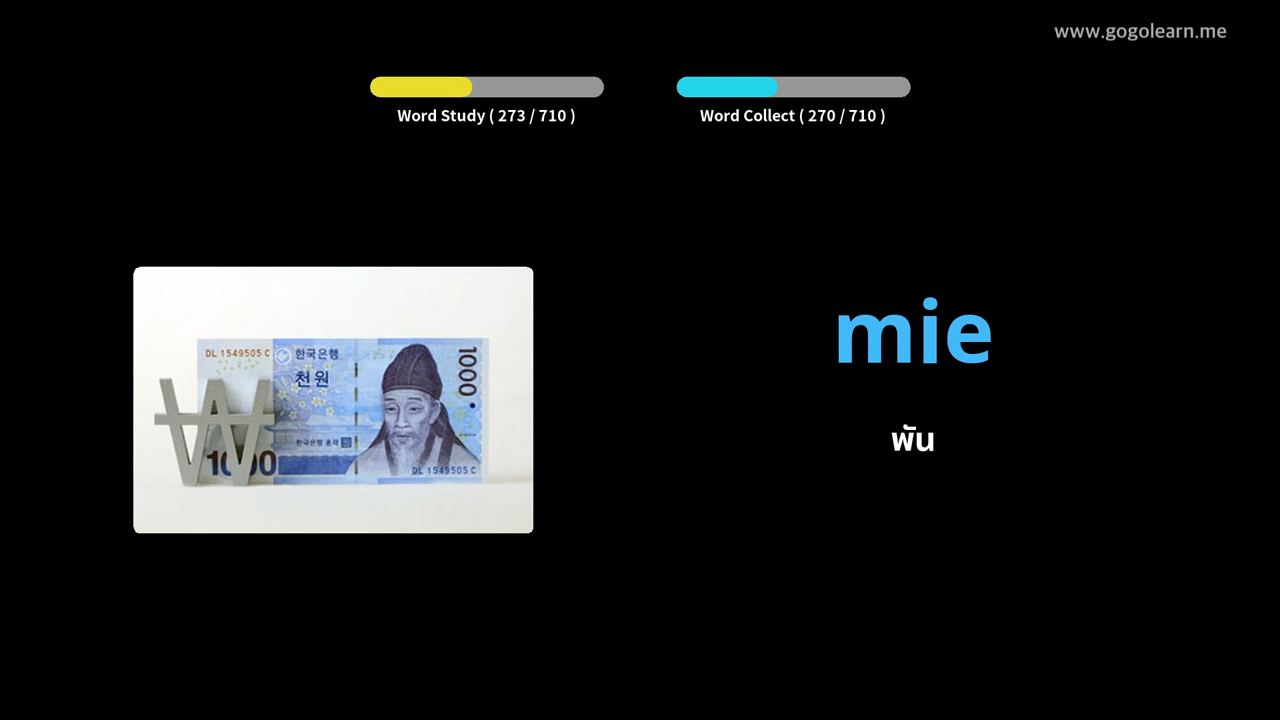 www.gogolearn.me
Word Study ( 273 / 710 )
Word Collect ( 270 / 710 )
DL 1549505 C
한국은행
천원
1000
한국은행 총재
DL 1549505 C
mie
พัน